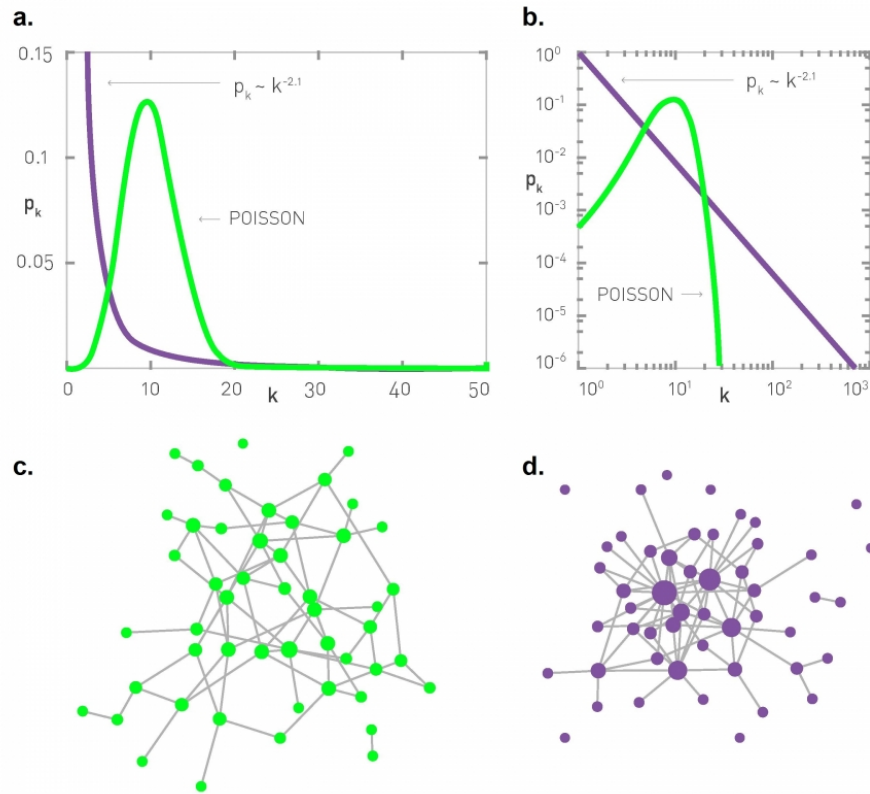 a.
b.
0.15
0.1
0.05
p_k
p_k ~ k^-2.1
POISSON
0
10
20
30
40
50
k
10^0
10^-1
10^-2
p_k
10^-3
10^-4
10^-5
10^-6
p_k ~ k^-2.1
POISSON
10^0
10^1
10^2
10^3
k
c.
d.